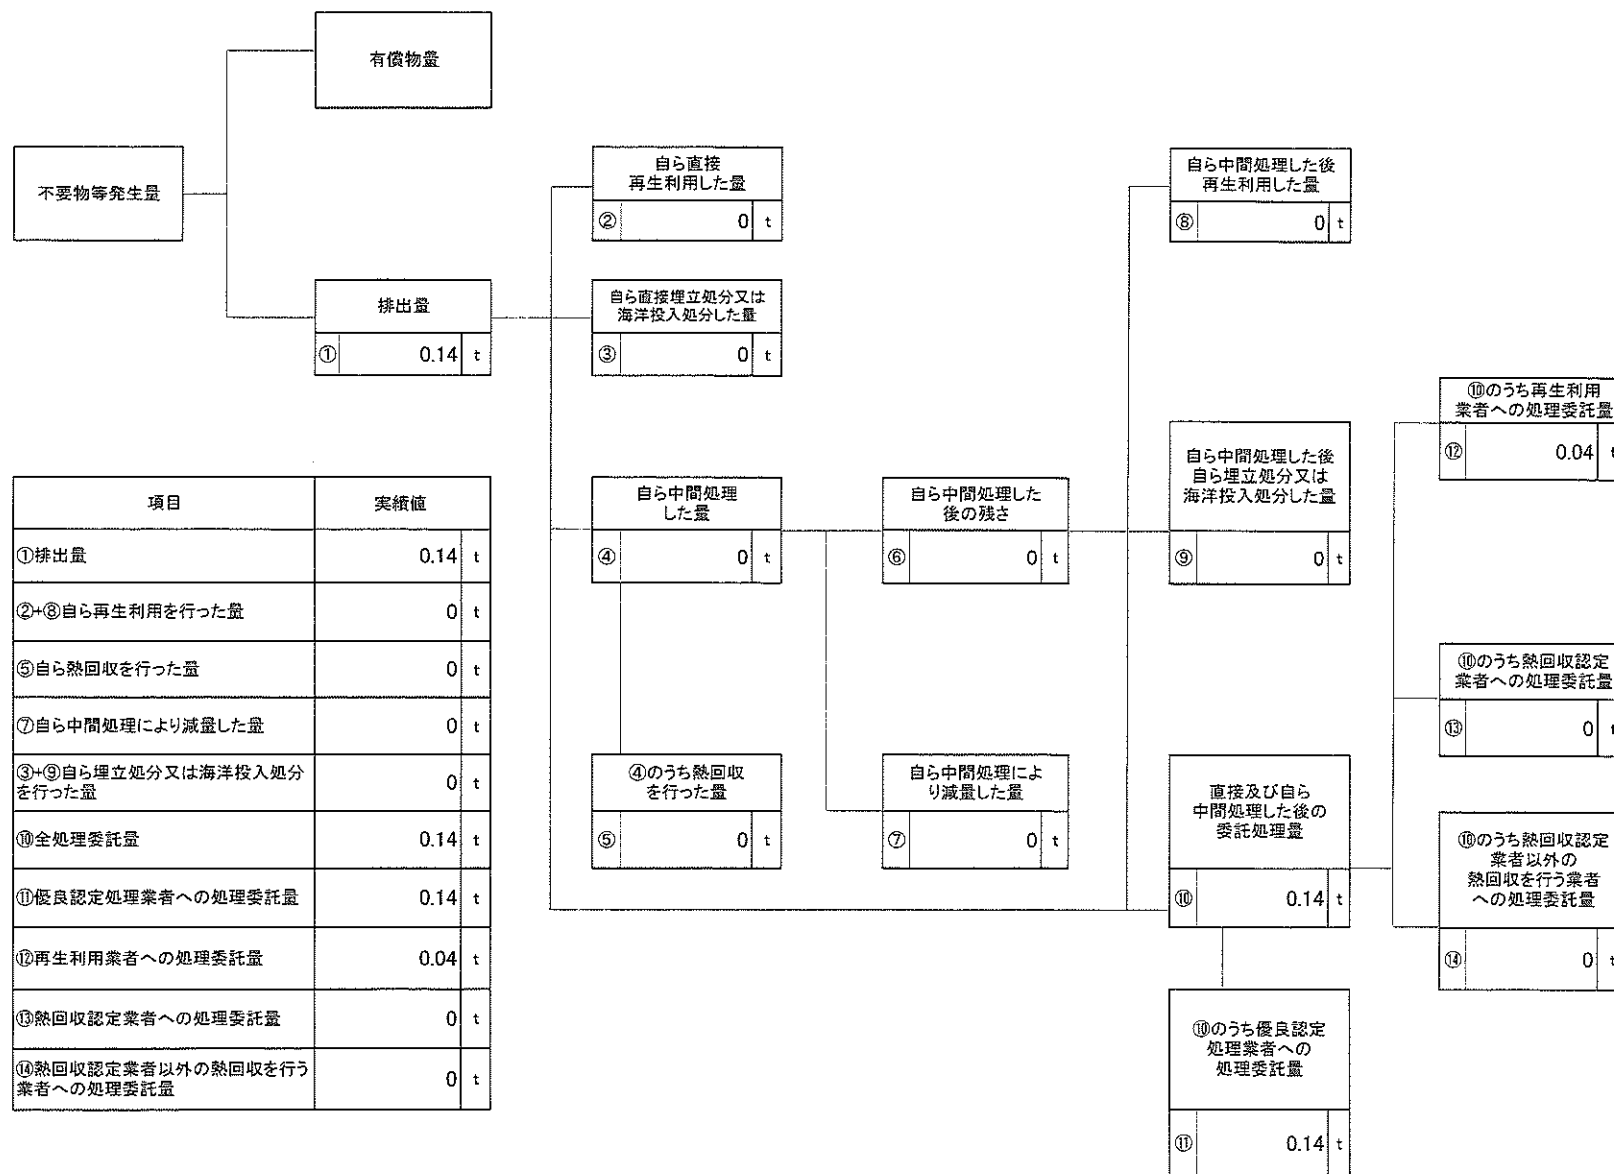 有償物量
不要物等発生量
排出量
① 0.14 t
自ら直接
再生利用した量
② 0 t
自ら直接埋立処分又は
海洋投入処分した量
③ 0 t
自ら中間処理
した量
④ 0 t
④のうち熱回収
を行った量
⑤ 0 t
自ら中間処理した
後の残さ
⑥ 0 t
自ら中間処理によ
り減量した量
⑦ 0 t
自ら中間処理した後
再生利用した量
⑧ 0 t
自ら中間処理した後
自ら埋立処分又は
海洋投入処分した量
⑨ 0 t
直接及び自ら
中間処理した後の
委託処理量
⑩ 0.14 t
⑩のうち優良認定
処理業者への
処理委託量
⑪ 0.14 t
⑩のうち再生利用
業者への処理委託量
⑫ 0.04 t
⑩のうち熱回収認定
業者への処理委託量
⑬ 0 t
⑩のうち熱回収認定
業者以外の
熱回収を行う業者
への処理委託量
⑭ 0 t
項目 実績値
①排出量 0.14 t
②+⑧自ら再生利用を行った量 0 t
⑤自ら熱回収を行った量 0 t
⑦自ら中間処理により減量した量 0 t
③+⑨自ら埋立処分又は海洋投入処分
を行った量 0 t
⑩全処理委託量 0.14 t
⑪優良認定処理業者への処理委託量 0.14 t
⑫再生利用業者への処理委託量 0.04 t
⑬熱回収認定業者への処理委託量 0 t
⑭熱回収認定業者以外の熱回収を行う
業者への処理委託量 0 t